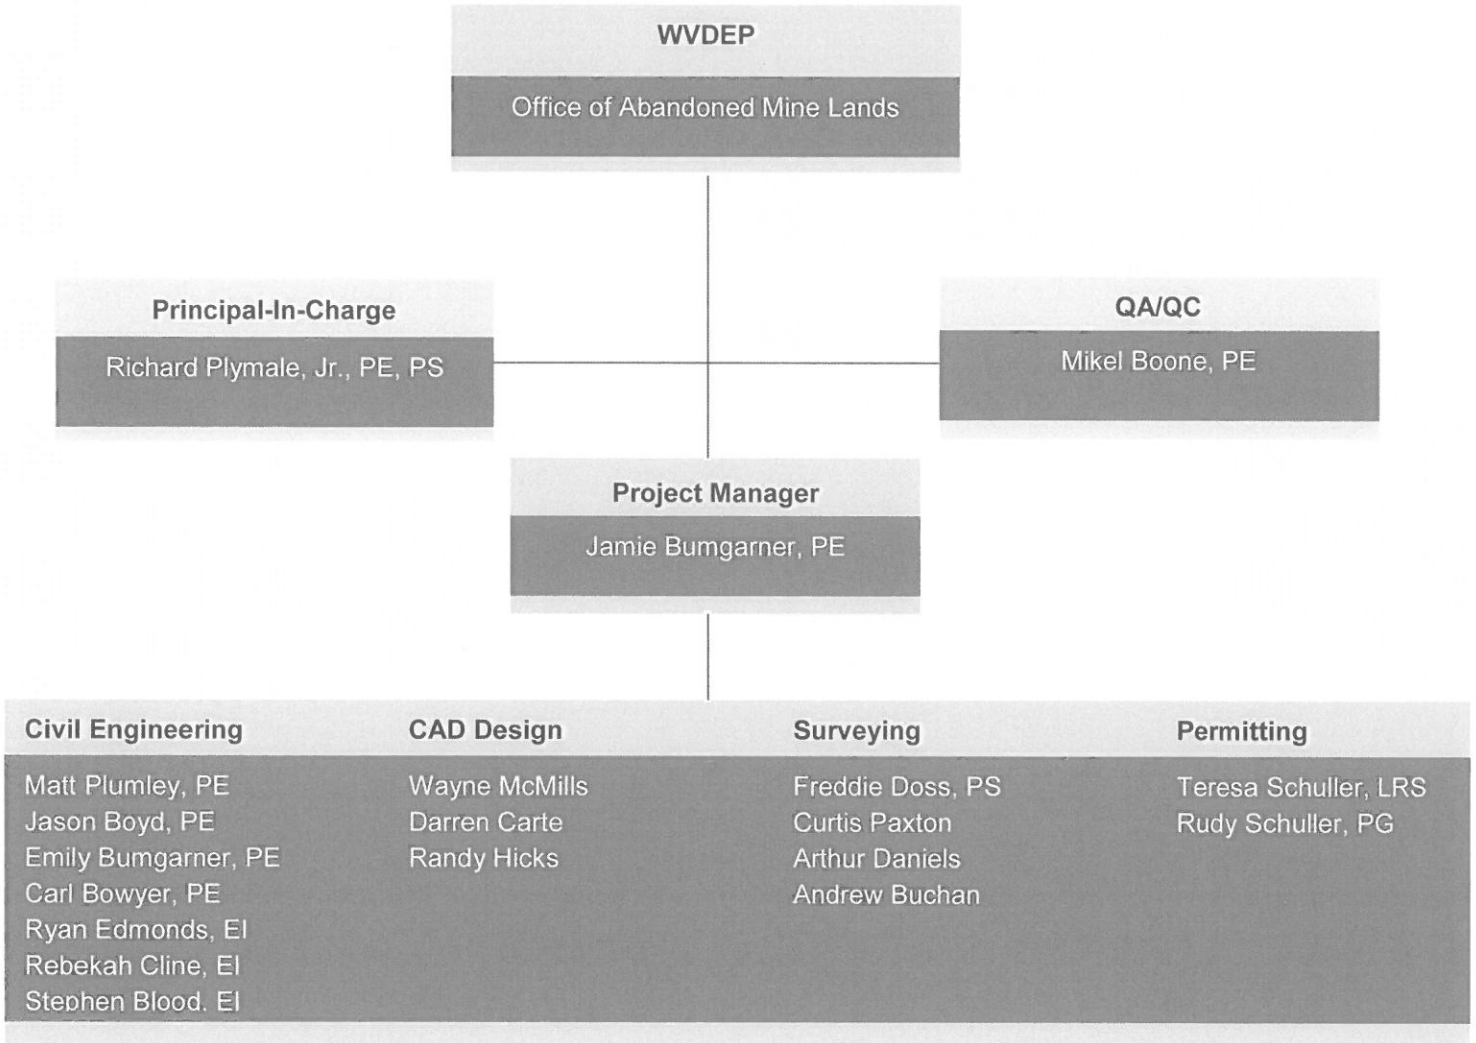 WVDEP
Office of Abandoned Mine Lands
Principal-In-Charge
Richard Plymale, Jr., PE, PS
QA/QC
Mikel Boone, PE
Project Manager
Jamie Bumgarner, PE
Civil Engineering
Matt Plumley, PE
Jason Boyd, PE
Emily Bumgarner, PE
Carl Bowyer, PE
Ryan Edmonds, EI
Rebekah Cline, EI
Stephen Blood. EI
CAD Design
Wayne McMills
Darren Carte
Randy Hicks
Surveying
Freddie Doss, PS
Curtis Paxton
Arthur Daniels
Andrew Buchan
Permitting
Teresa Schuller, LRS
Rudy Schuller, PG